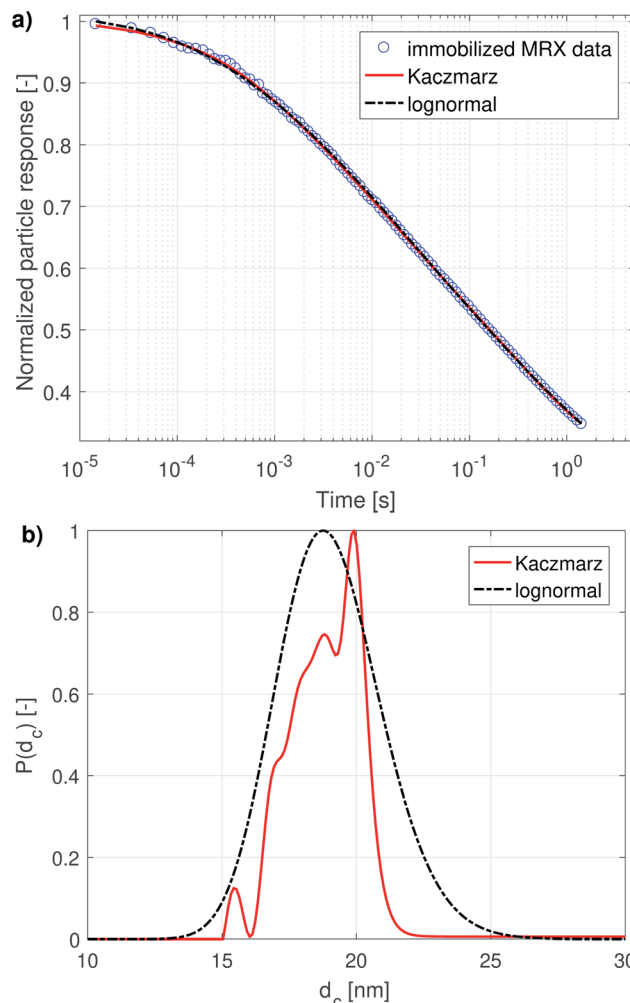 a)
1
0.9
0.8
0.7
0.6
0.5
0.4
Normalized particle response [-]
immobilized MRX data
Kaczmarz
lognormal
10^-5 10^-4 10^-3 10^-2 10^-1 10^0
Time [s]
b)
1
0.8
0.6
0.4
0.2
0
P(d_c) [-]
Kaczmarz
lognormal
10 15 20 25 30
d_c [nm]